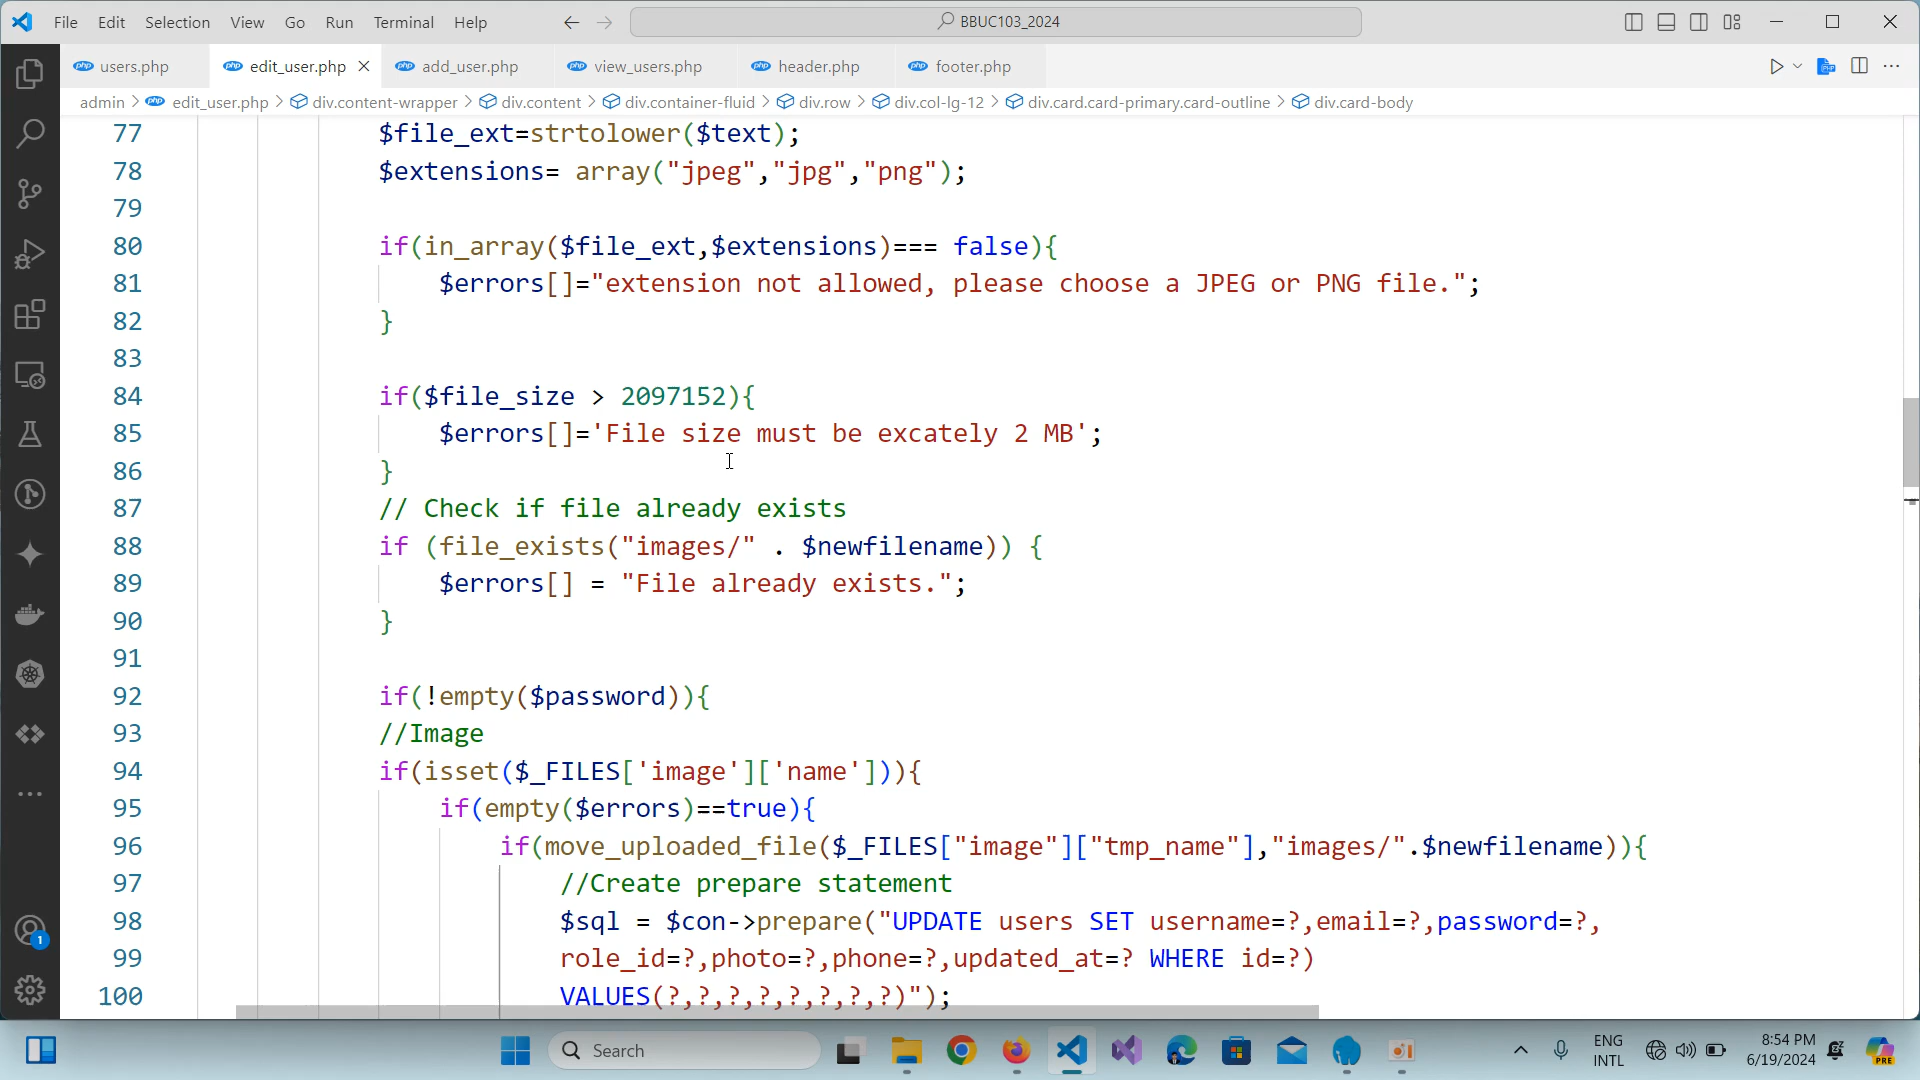 File Edit Selection View Go Run Terminal Help BBUC103_2024
users.php edit_user.php add_user.php view_users.php header.php footer.php
admin > edit_user.php > div.content-wrapper > div.content > div.container-fluid > div.row > div.col-lg-12 > div.card.card-primary.card-outline > div.card-body
77 $file_ext=strtolower($text);
78 $extensions= array("jpeg","jpg","png");
79
80 if(in_array($file_ext,$extensions)=== false){
81 $errors[]="extension not allowed, please choose a JPEG or PNG file.";
82 }
83
84 if($file_size > 2097152){
85 $errors[]='File size must be excately 2 MB';
86 }
87 // Check if file already exists
88 if (file_exists("images/" . $newfilename)) {
89 $errors[] = "File already exists.";
90 }
91
92 if(!empty($password)){
93 //Image
94 if(isset($_FILES['image']['name'])){
95 if(empty($errors)==true){
96 if(move_uploaded_file($_FILES["image"]["tmp_name"],"images/".$newfilename)){
97 //Create prepare statement
98 $sql = $con->prepare("UPDATE users SET username=?,email=?,password=?,
99 role_id=?,photo=?,phone=?,updated_at=? WHERE id=?)
100 VALUES(?,?,?,?,?,?,?,?)");
1
Search
ENG
INTL
8:54 PM
6/19/2024
PRE